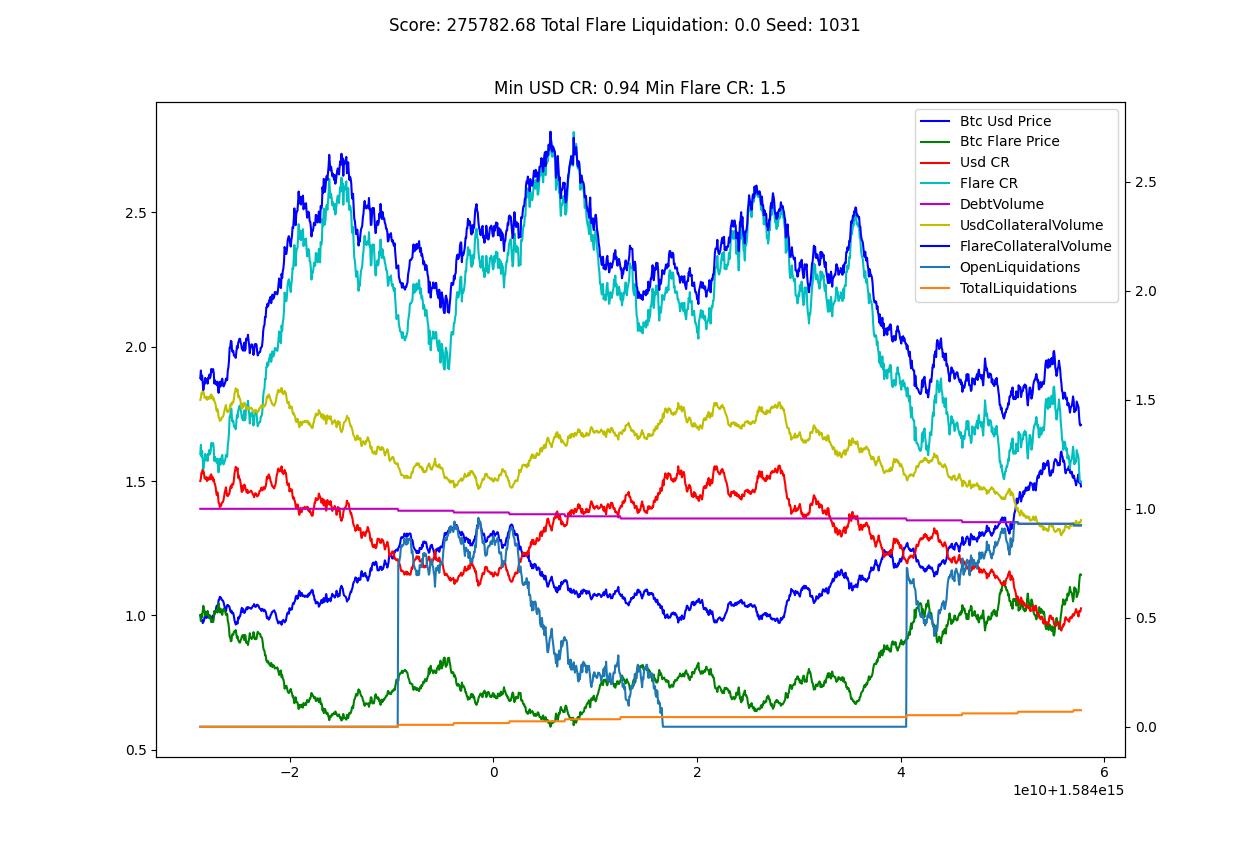 Score: 275782.68 Total Flare Liquidation: 0.0 Seed: 1031
Min USD CR: 0.94 Min Flare CR: 1.5
Btc Usd Price
Btc Flare Price
Usd CR
Flare CR
DebtVolume
UsdCollateralVolume
FlareCollateralVolume
OpenLiquidations
TotalLiquidations
2.5
2.0
1.5
1.0
0.5
2.5
2.0
1.5
1.0
0.5
0.0
−2
0
2
4
6
1e10+1.584e15